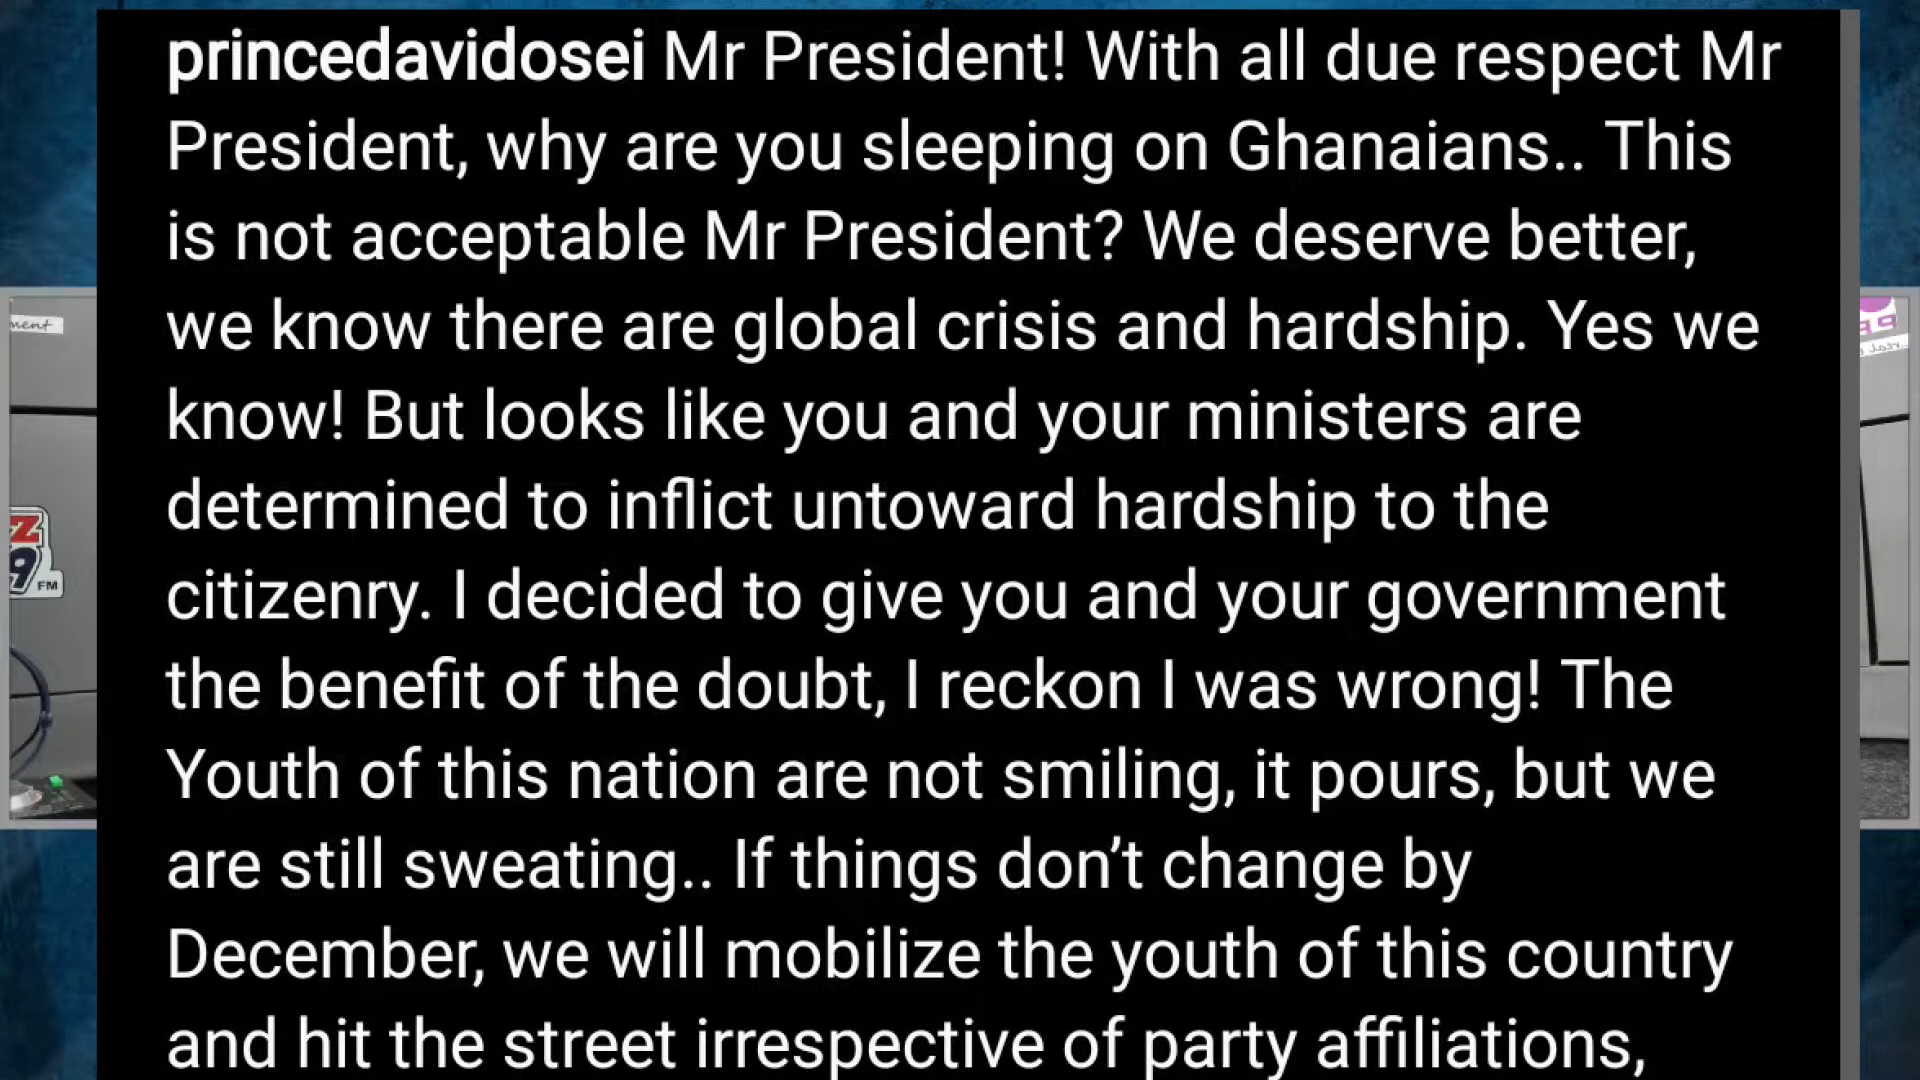 princedavidosei Mr President! With all due respect Mr
President, why are you sleeping on Ghanaians.. This
is not acceptable Mr President? We deserve better,
we know there are global crisis and hardship. Yes we
know! But looks like you and your ministers are
determined to inflict untoward hardship to the
citizenry. I decided to give you and your government
the benefit of the doubt, I reckon I was wrong! The
Youth of this nation are not smiling, it pours, but we
are still sweating.. If things don’t change by
December, we will mobilize the youth of this country
and hit the street irrespective of party affiliations,
ment
Z
9 FM